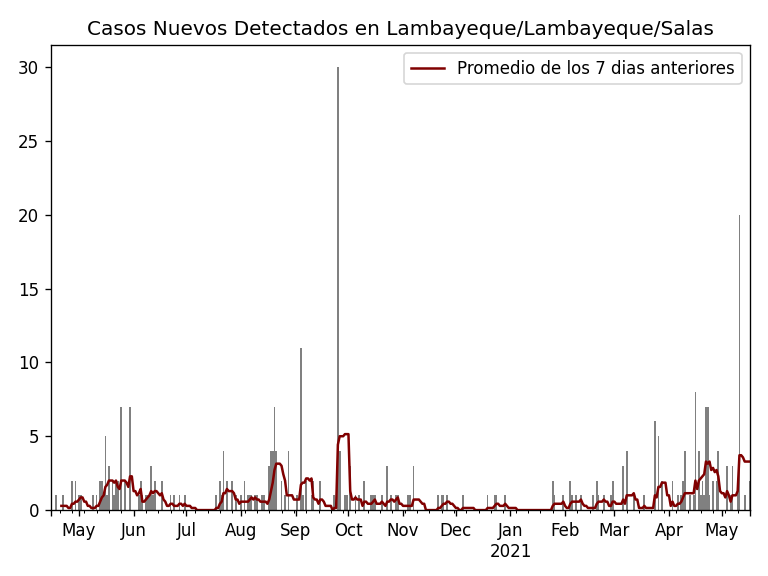 Casos Nuevos Detectados en Lambayeque/Lambayeque/Salas
Promedio de los 7 dias anteriores
30
25
20
15
10
5
0
May Jun Jul Aug Sep Oct Nov Dec Jan Feb Mar Apr May
2021